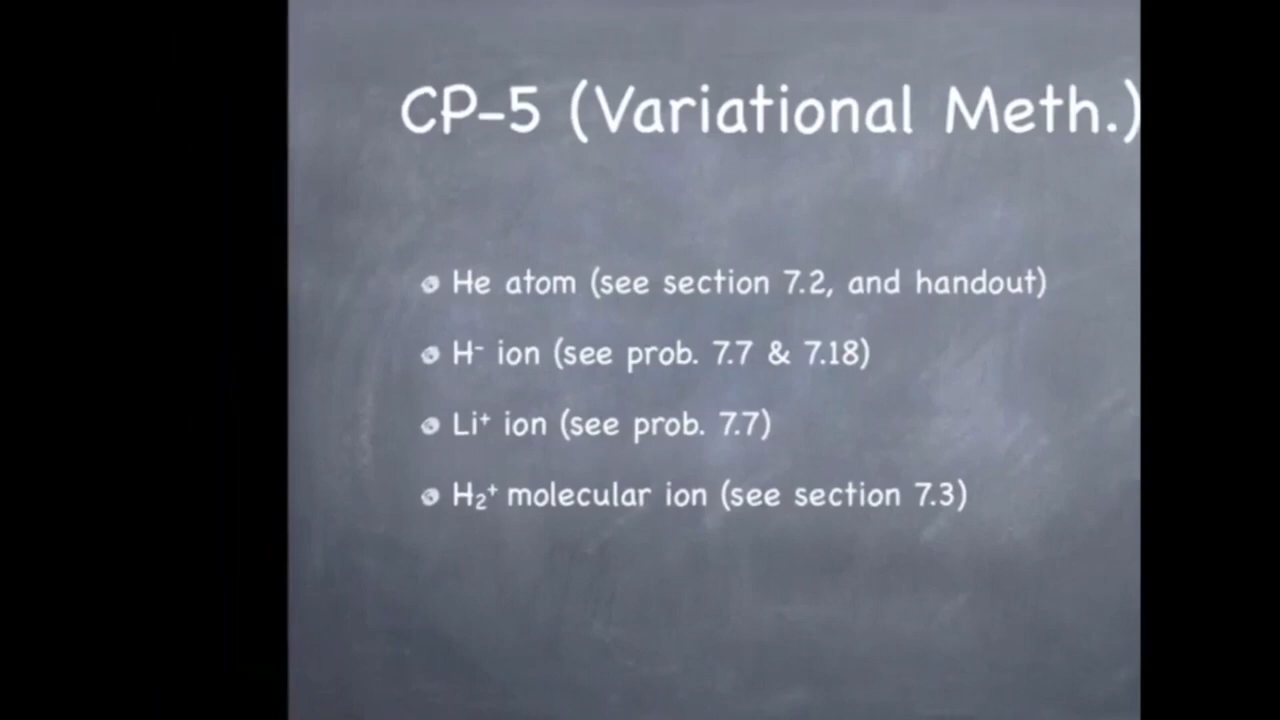 CP-5 (Variational Meth.)
He atom (see section 7.2, and handout)
H⁻ ion (see prob. 7.7 & 7.18)
Li⁺ ion (see prob. 7.7)
H₂⁺ molecular ion (see section 7.3)